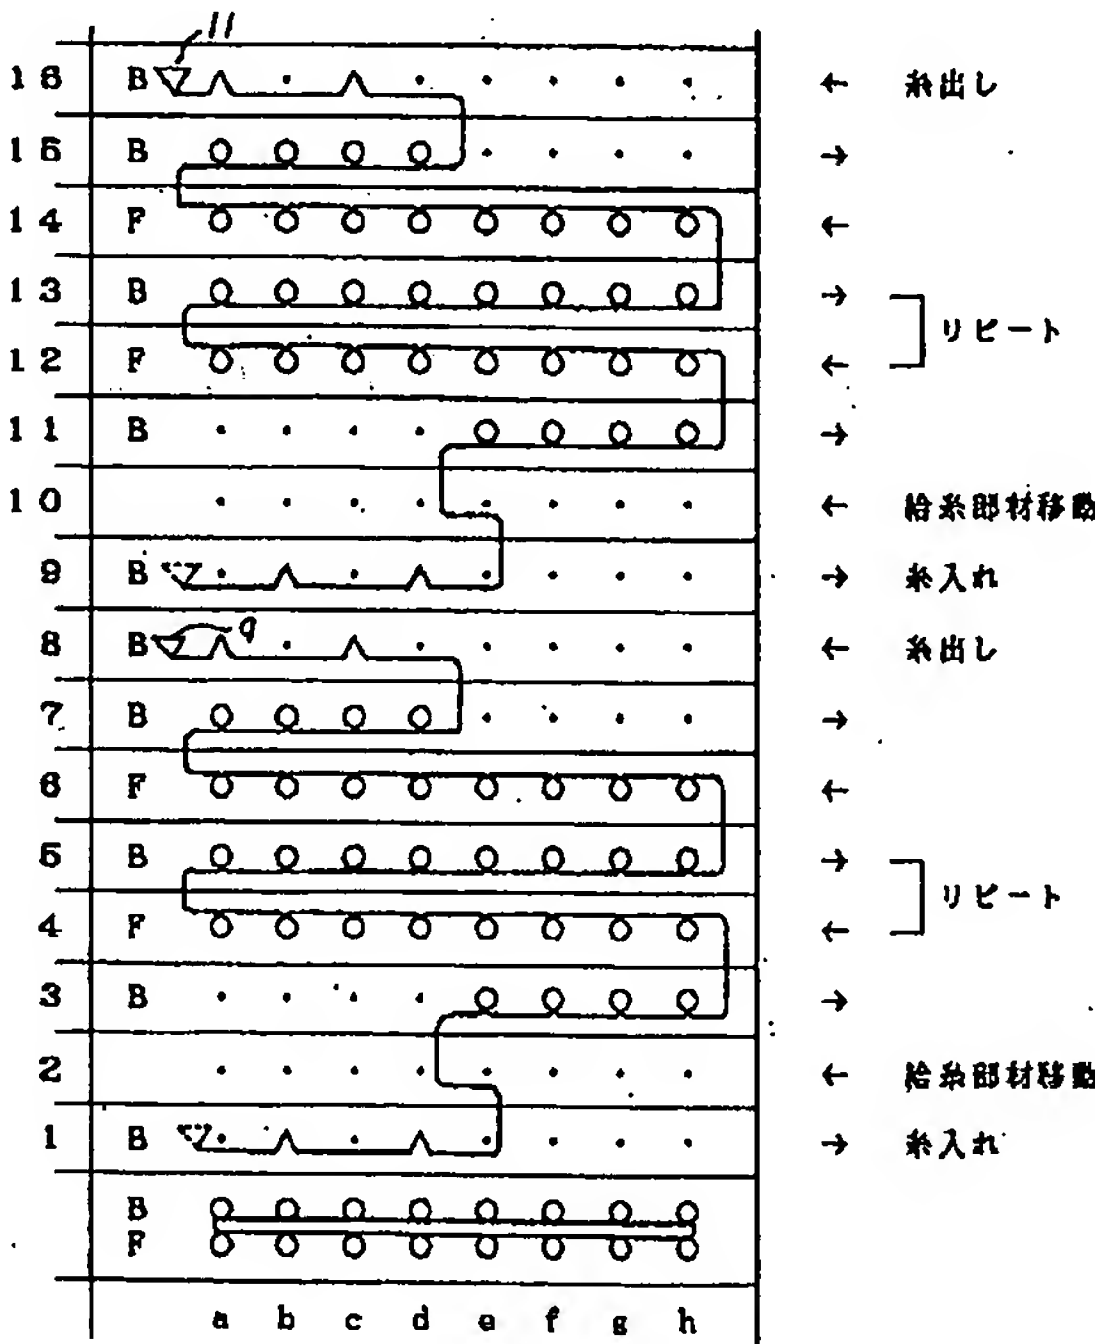 11
16 B ← 糸出し
15 B →
14 F ←
13 B →
リピート
12 F ←
11 B →
10 ← 給糸部材移動
9 B → 糸入れ
9
8 B ← 糸出し
7 B →
6 F ←
5 B →
リピート
4 F ←
3 B →
2 ← 給糸部材移動
1 B → 糸入れ
B
F
a b c d e f g h